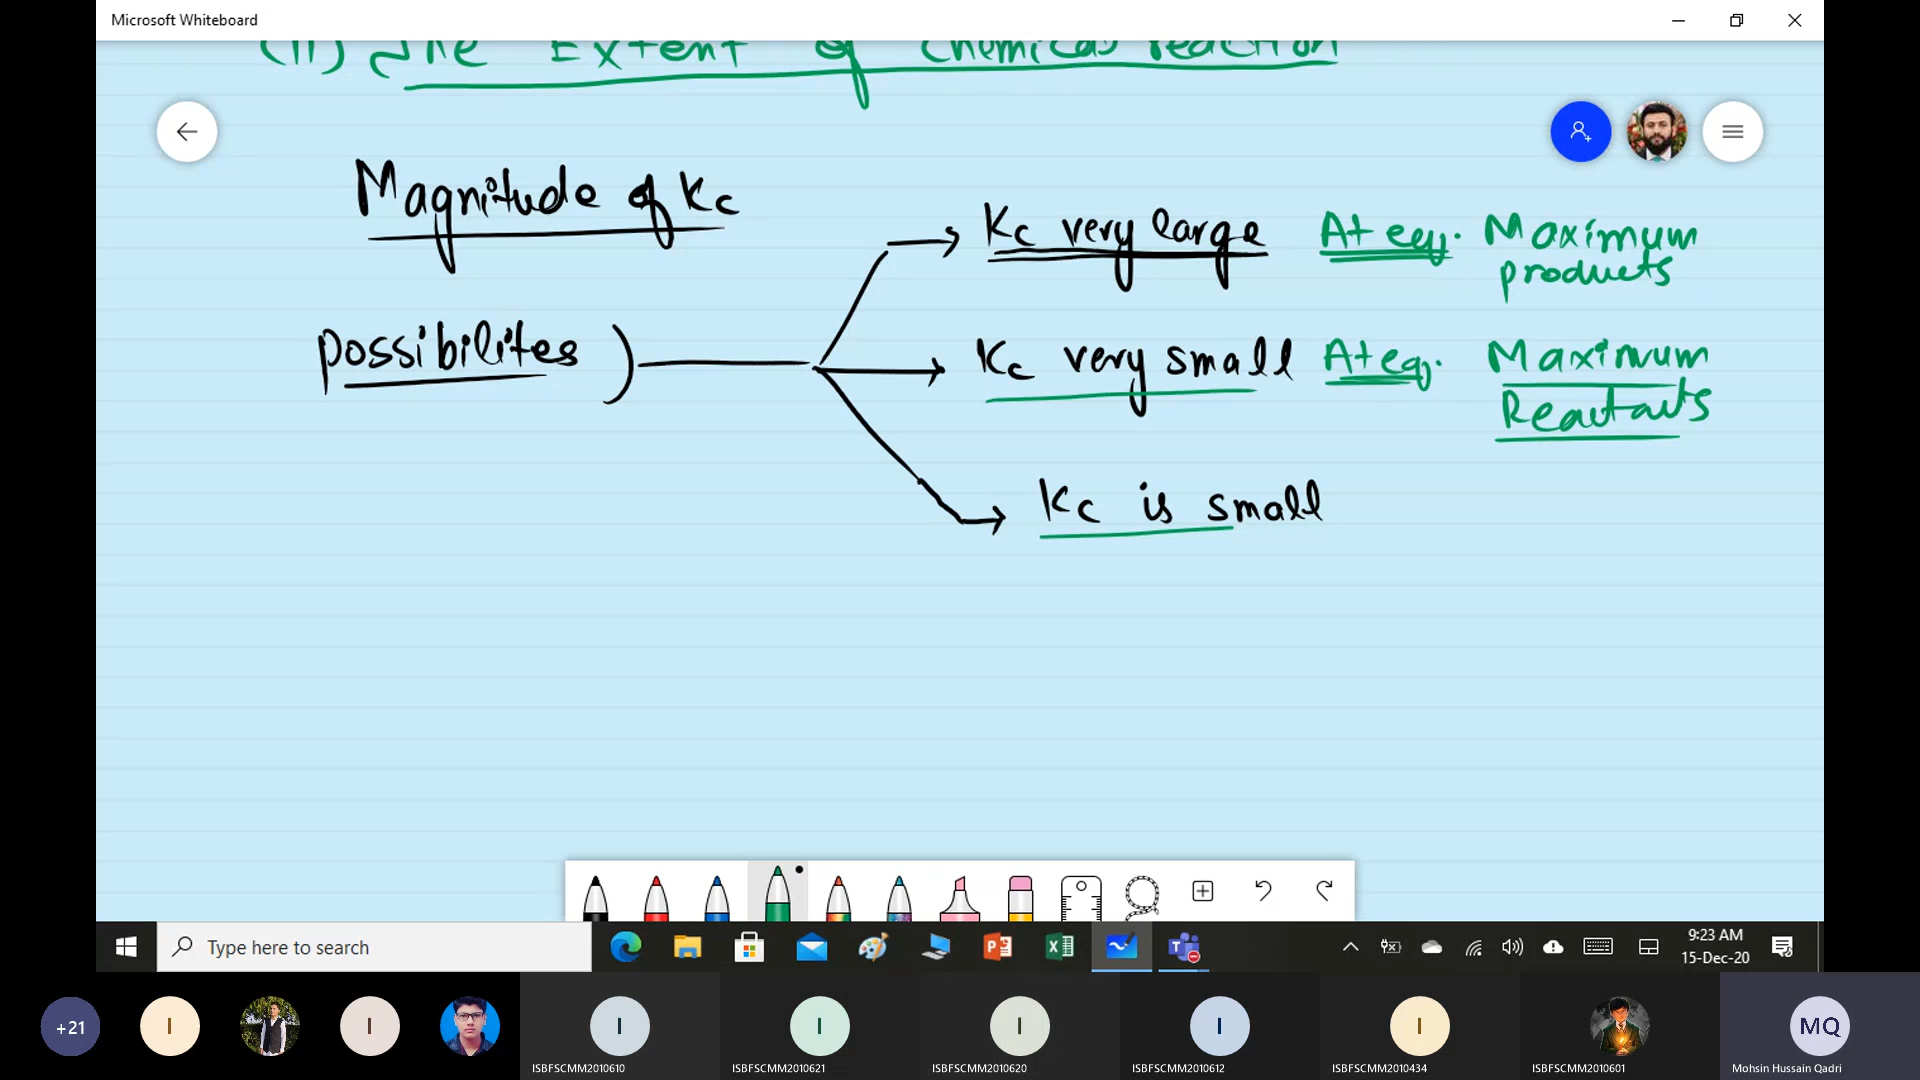 Microsoft Whiteboard
(ii) The Extent of Chemical reaction
Magnitude of Kc
possibilites )
Kc very large At eq. Maximum products
Kc very small At eq. Maximum Reactants
Kc is small
Type here to search
9:23 AM
15-Dec-20
+21
I
I
I
ISBFSCMM2010610
I
ISBFSCMM2010621
I
ISBFSCMM2010620
I
ISBFSCMM2010612
I
ISBFSCMM2010434
ISBFSCMM2010601
MQ
Mohsin Hussain Qadri